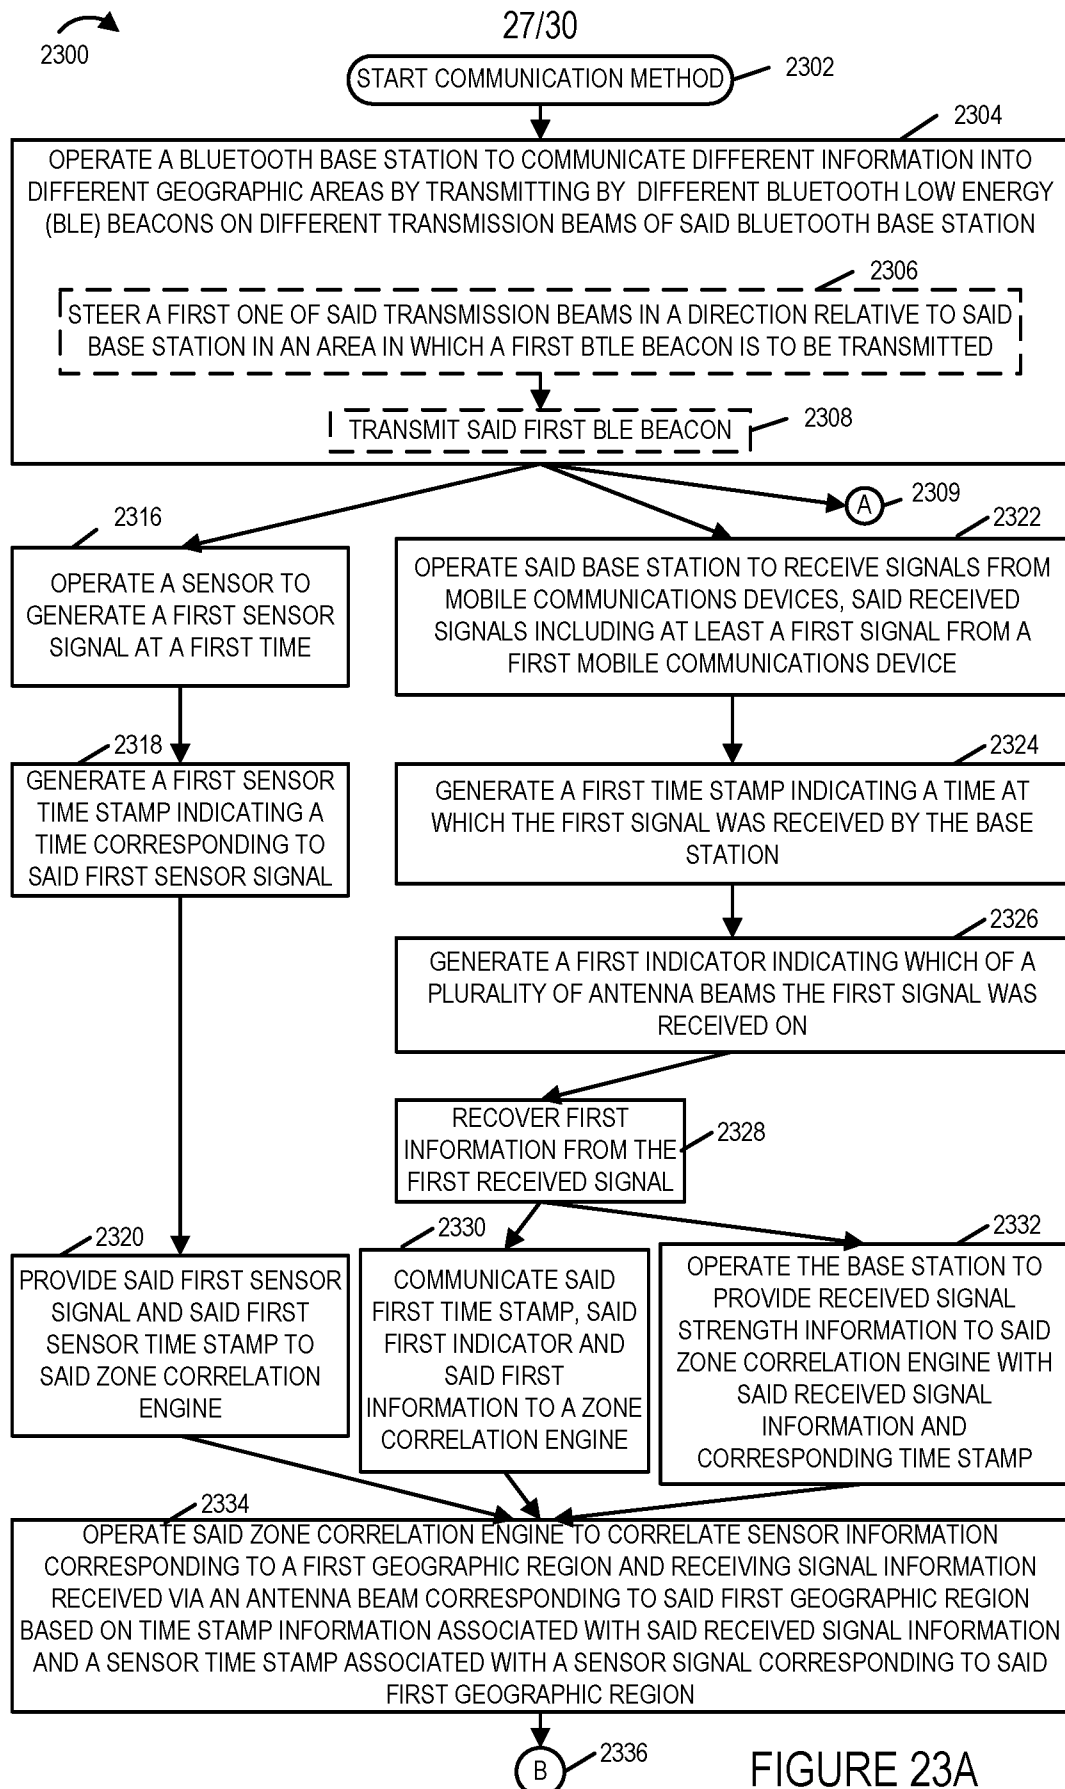 27/30
2300
START COMMUNICATION METHOD
2302
2304
OPERATE A BLUETOOTH BASE STATION TO COMMUNICATE DIFFERENT INFORMATION INTO
DIFFERENT GEOGRAPHIC AREAS BY TRANSMITTING BY DIFFERENT BLUETOOTH LOW ENERGY
(BLE) BEACONS ON DIFFERENT TRANSMISSION BEAMS OF SAID BLUETOOTH BASE STATION
2306
STEER A FIRST ONE OF SAID TRANSMISSION BEAMS IN A DIRECTION RELATIVE TO SAID
BASE STATION IN AN AREA IN WHICH A FIRST BTLE BEACON IS TO BE TRANSMITTED
TRANSMIT SAID FIRST BLE BEACON
2308
A
2309
2316
OPERATE A SENSOR TO
GENERATE A FIRST SENSOR
SIGNAL AT A FIRST TIME
2322
OPERATE SAID BASE STATION TO RECEIVE SIGNALS FROM
MOBILE COMMUNICATIONS DEVICES, SAID RECEIVED
SIGNALS INCLUDING AT LEAST A FIRST SIGNAL FROM A
FIRST MOBILE COMMUNICATIONS DEVICE
2318
GENERATE A FIRST SENSOR
TIME STAMP INDICATING A
TIME CORRESPONDING TO
SAID FIRST SENSOR SIGNAL
2324
GENERATE A FIRST TIME STAMP INDICATING A TIME AT
WHICH THE FIRST SIGNAL WAS RECEIVED BY THE BASE
STATION
2326
GENERATE A FIRST INDICATOR INDICATING WHICH OF A
PLURALITY OF ANTENNA BEAMS THE FIRST SIGNAL WAS
RECEIVED ON
RECOVER FIRST
INFORMATION FROM THE
FIRST RECEIVED SIGNAL
2328
2320
PROVIDE SAID FIRST SENSOR
SIGNAL AND SAID FIRST
SENSOR TIME STAMP TO
SAID ZONE CORRELATION
ENGINE
2330
COMMUNICATE SAID
FIRST TIME STAMP, SAID
FIRST INDICATOR AND
SAID FIRST
INFORMATION TO A ZONE
CORRELATION ENGINE
2332
OPERATE THE BASE STATION TO
PROVIDE RECEIVED SIGNAL
STRENGTH INFORMATION TO SAID
ZONE CORRELATION ENGINE WITH
SAID RECEIVED SIGNAL
INFORMATION AND
CORRESPONDING TIME STAMP
2334
OPERATE SAID ZONE CORRELATION ENGINE TO CORRELATE SENSOR INFORMATION
CORRESPONDING TO A FIRST GEOGRAPHIC REGION AND RECEIVING SIGNAL INFORMATION
RECEIVED VIA AN ANTENNA BEAM CORRESPONDING TO SAID FIRST GEOGRAPHIC REGION
BASED ON TIME STAMP INFORMATION ASSOCIATED WITH SAID RECEIVED SIGNAL INFORMATION
AND A SENSOR TIME STAMP ASSOCIATED WITH A SENSOR SIGNAL CORRESPONDING TO SAID
FIRST GEOGRAPHIC REGION
B
2336
FIGURE 23A